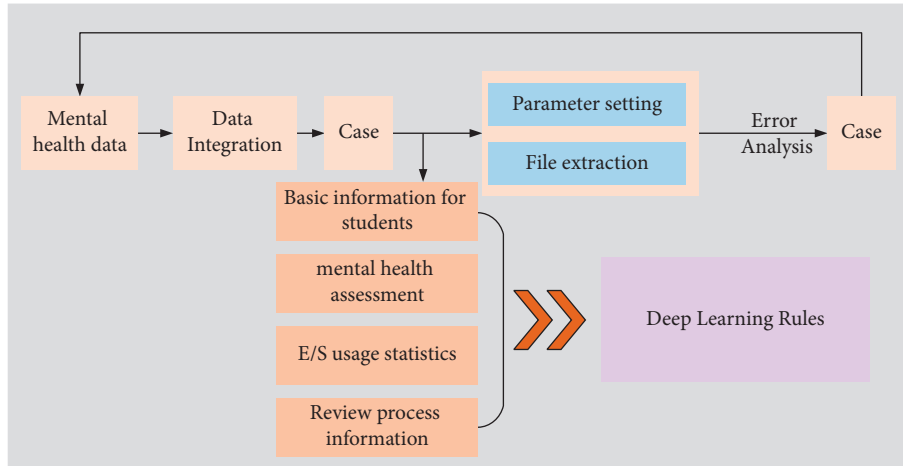 Mental
health data
Data
Integration
Case
Parameter setting
File extraction
Error
Analysis
Case
Basic information for
students
mental health
assessment
E/S usage statistics
Review process
information
Deep Learning Rules